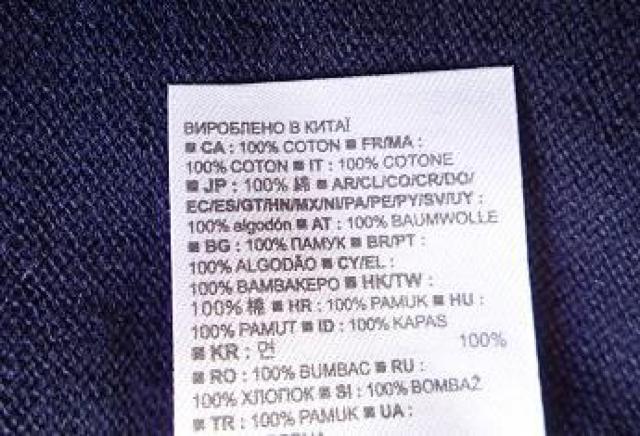 ВИРОБЛЕНО В КИТАЇ
■ CA : 100% COTON ■ FR/MA :
100% COTON ■ IT : 100% COTONE
■ JP : 100% 綿 ■ AR/CL/CO/CR/DO/
EC/ES/GT/HN/MX/NI/PA/PE/PY/SV/UY :
100% algodón ■ AT : 100% BAUMWOLLE
■ BG : 100% ПАМУК ■ BR/PT :
100% ALGODÃO ■ CY/EL :
100% ΒΑΜΒΑΚΕΡΟ ■ HK/TW :
100% 棉 ■ HR : 100% PAMUK ■ HU :
100% PAMUT ■ ID : 100% KAPAS
■ KR : 면 100%
■ RO : 100% BUMBAC ■ RU :
100% ХЛОПОК ■ SI : 100% BOMBAŽ
■ TR : 100% PAMUK ■ UA :